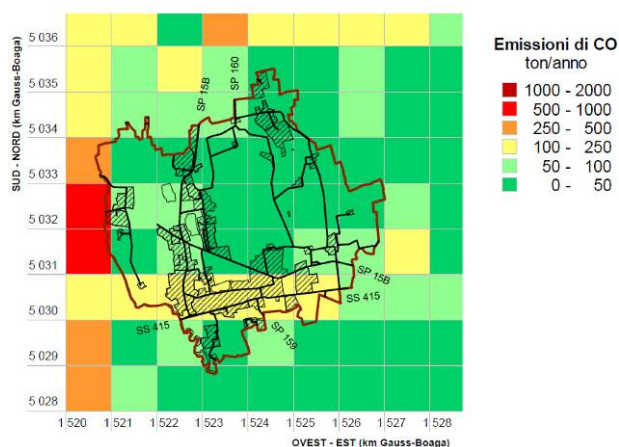 5 036
5 035
5 034
5 033
5 032
5 031
5 030
5 029
5 028
SUD - NORD (km Gauss-Boaga)
SP 15B
SP 160
SP 15B
SS 415
SS 415
SP 159
1 520 1 521 1 522 1 523 1 524 1 525 1 526 1 527 1 528
OVEST - EST (km Gauss-Boaga)
Emissioni di CO
ton/anno
1000 - 2000
500 - 1000
250 - 500
100 - 250
50 - 100
0 - 50